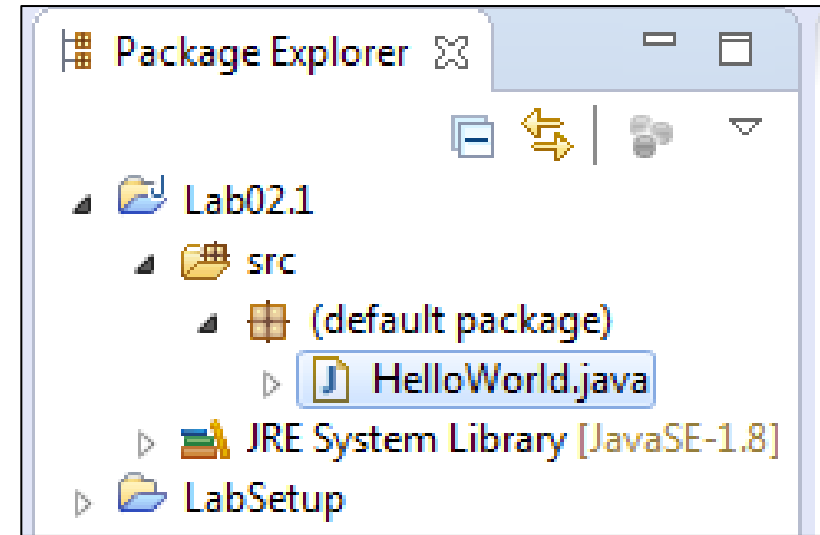 Package Explorer
Lab02.1
src
(default package)
HelloWorld.java
JRE System Library [JavaSE-1.8]
LabSetup